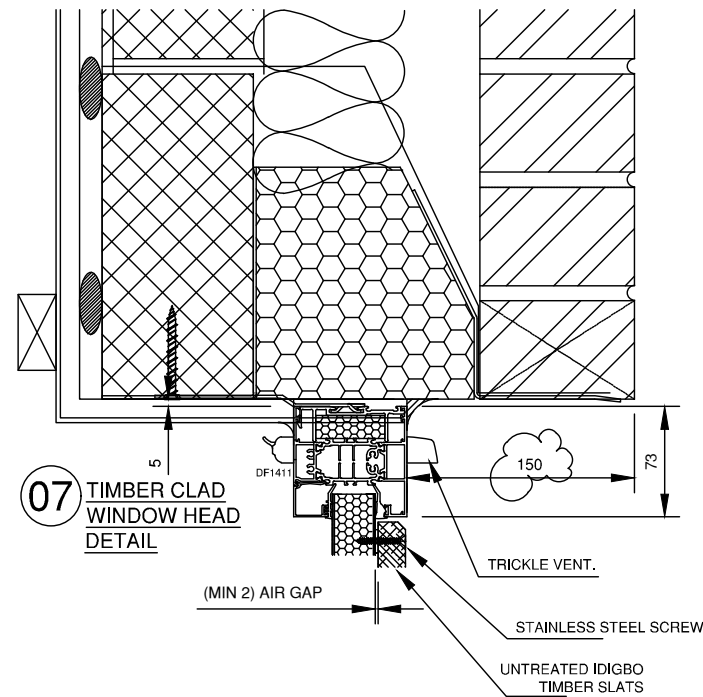 150
73
5
DF1411
07
TIMBER CLAD
WINDOW HEAD
DETAIL
TRICKLE VENT.
(MIN 2) AIR GAP
STAINLESS STEEL SCREW
UNTREATED IDIGBO
TIMBER SLATS